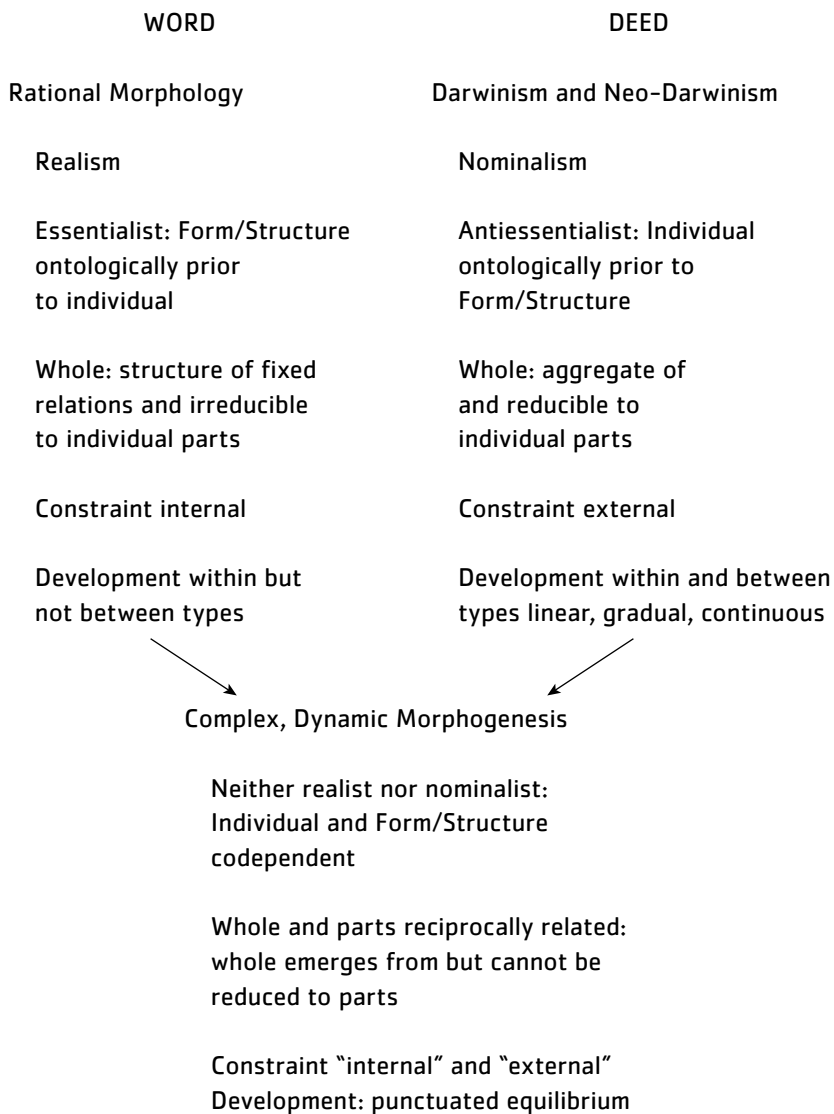 WORD
DEED
Rational Morphology
Darwinism and Neo-Darwinism
Realism
Nominalism
Essentialist: Form/Structure
ontologically prior
to individual
Antiessentialist: Individual
ontologically prior to
Form/Structure
Whole: structure of fixed
relations and irreducible
to individual parts
Whole: aggregate of
and reducible to
individual parts
Constraint internal
Constraint external
Development within but
not between types
Development within and between
types linear, gradual, continuous
Complex, Dynamic Morphogenesis
Neither realist nor nominalist:
Individual and Form/Structure
codependent
Whole and parts reciprocally related:
whole emerges from but cannot be
reduced to parts
Constraint “internal” and “external”
Development: punctuated equilibrium